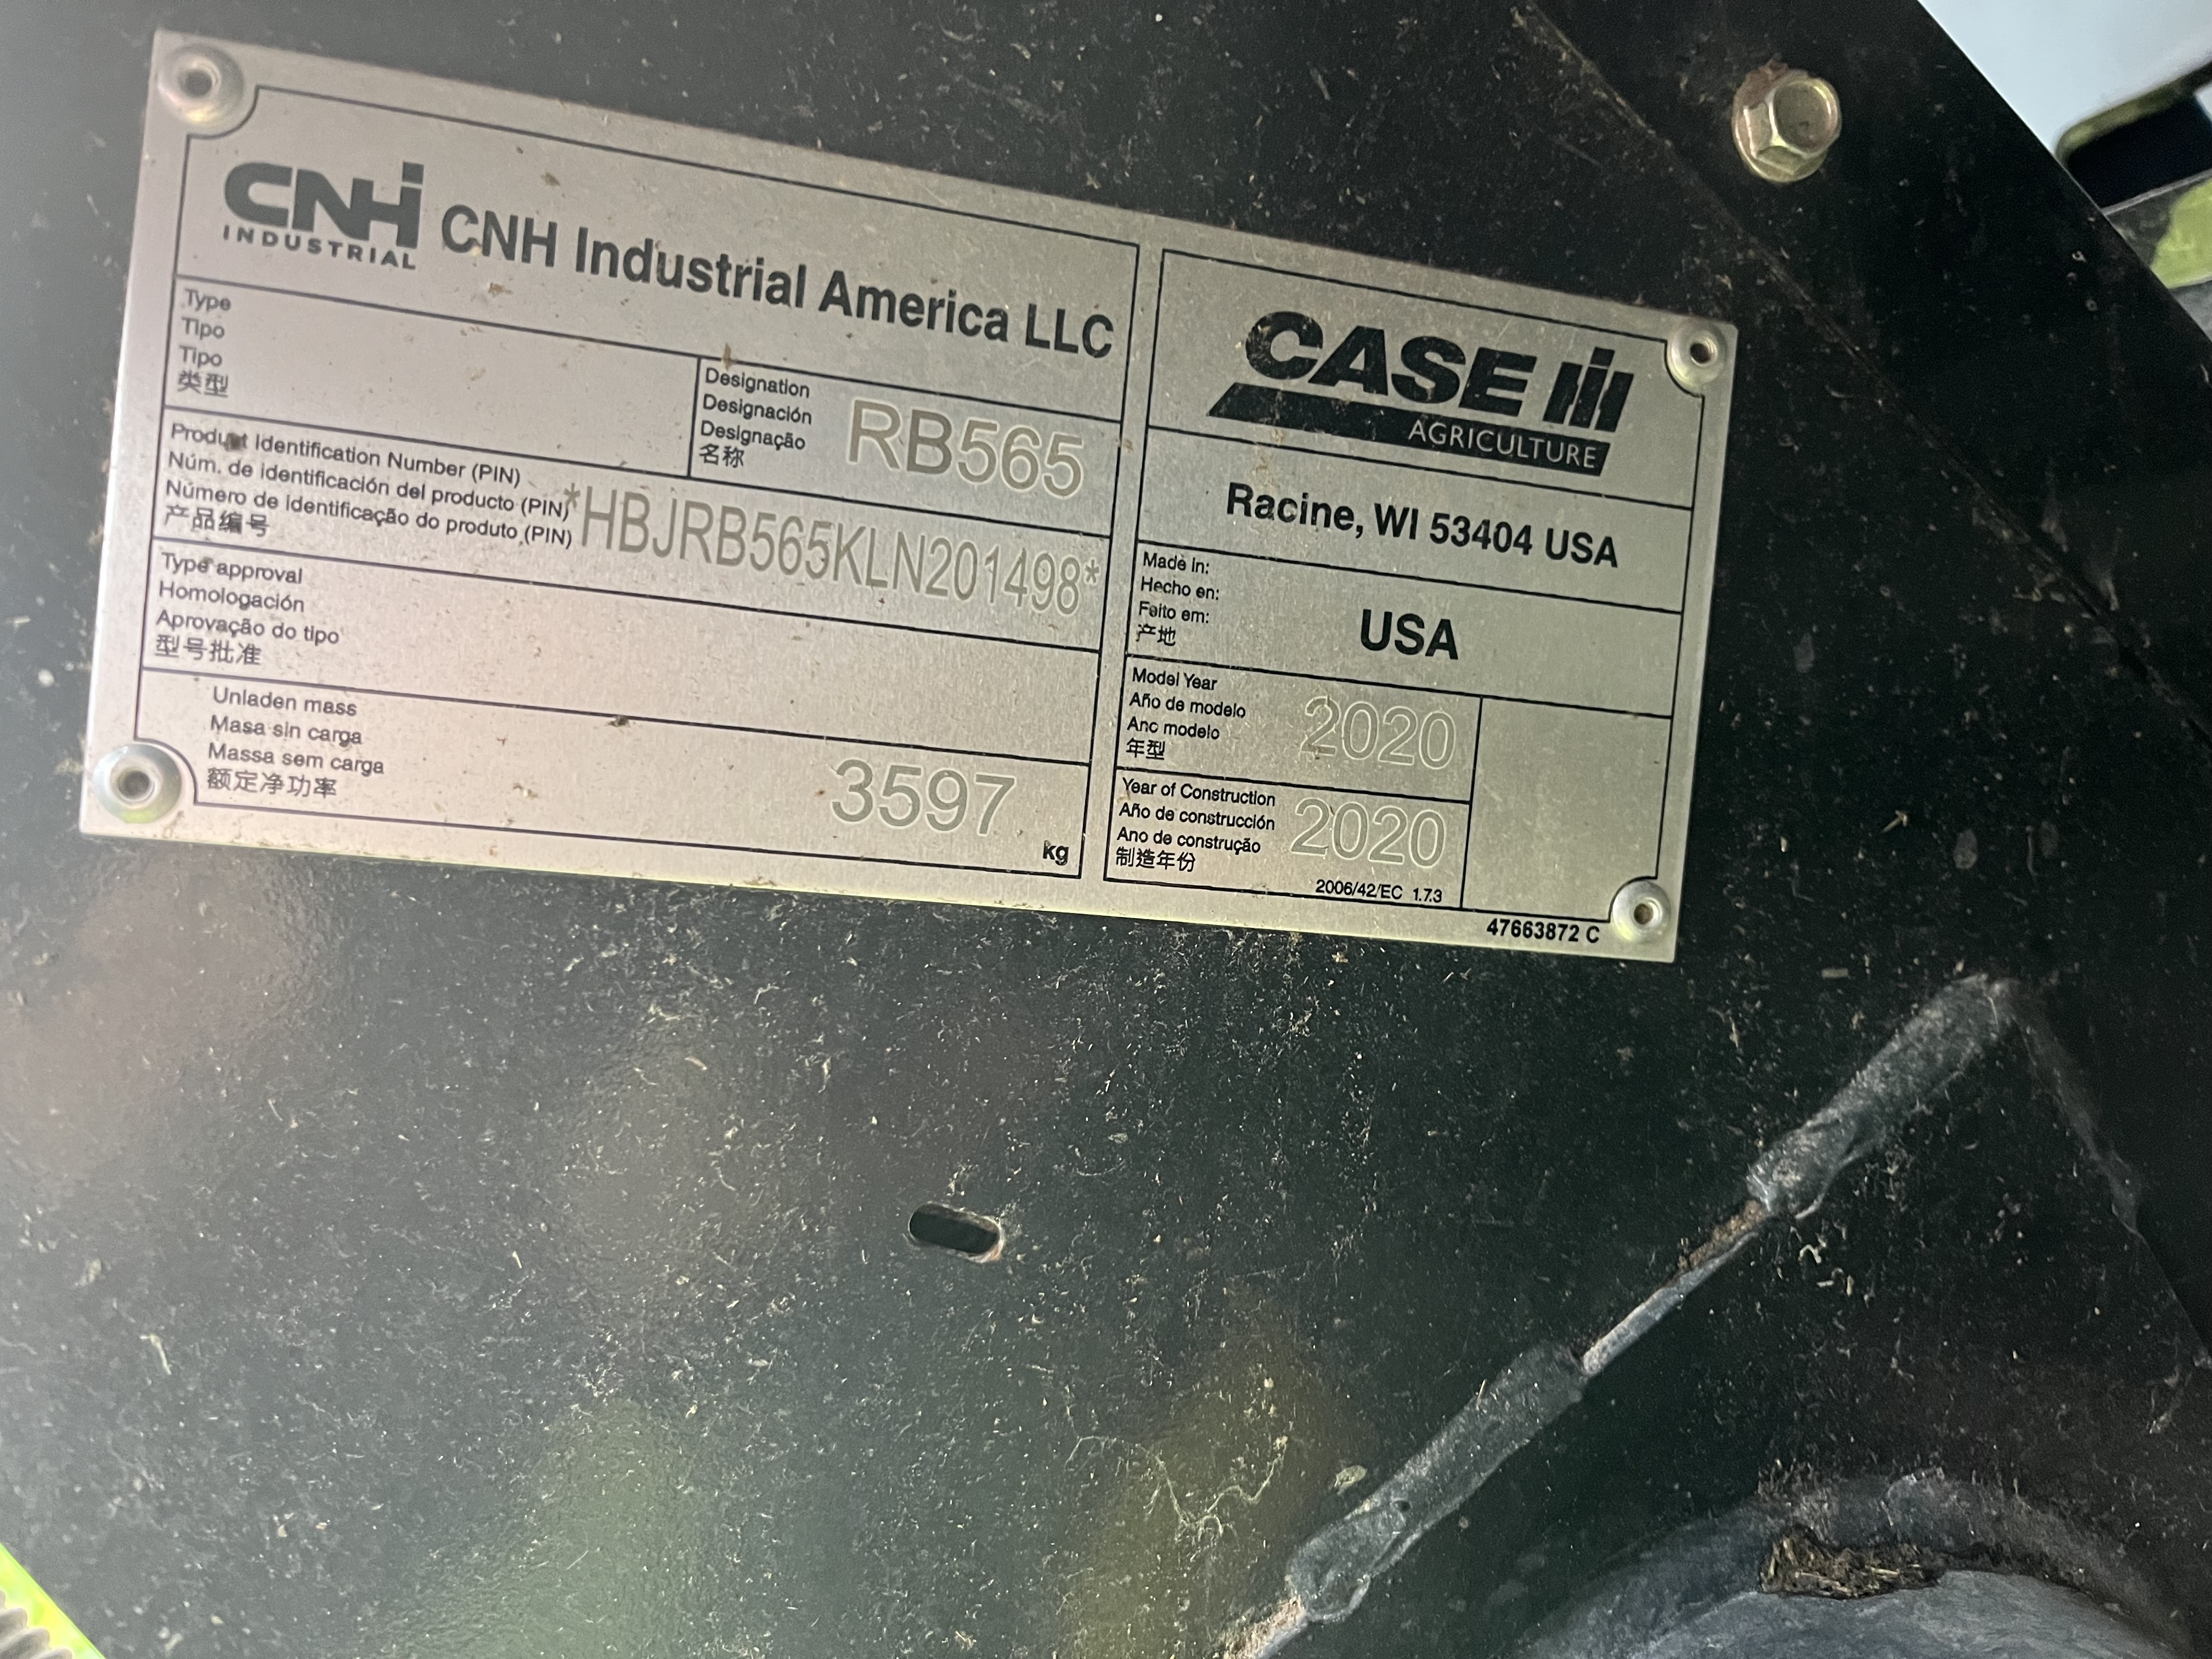 CNHi
INDUSTRIAL
CNH Industrial America LLC
Type
Tipo
Tipo
类型
Designation
Designación
Designação
名称
RB565
Product Identification Number (PIN)
Núm. de identificación del producto (PIN)
Número de identificação do produto (PIN)
产品编号
*HBJRB565KLN201498*
Type approval
Homologación
Aprovação do tipo
型号批准
Unladen mass
Masa sin carga
Massa sem carga
额定净功率
3597
kg
CASE IH
AGRICULTURE
Racine, WI 53404 USA
Made in:
Hecho en:
Feito em:
产地
USA
Model Year
Año de modelo
Ano modelo
年型
2020
Year of Construction
Año de construcción
Ano de construção
制造年份
2020
2006/42/EC 1.7.3
47663872 C